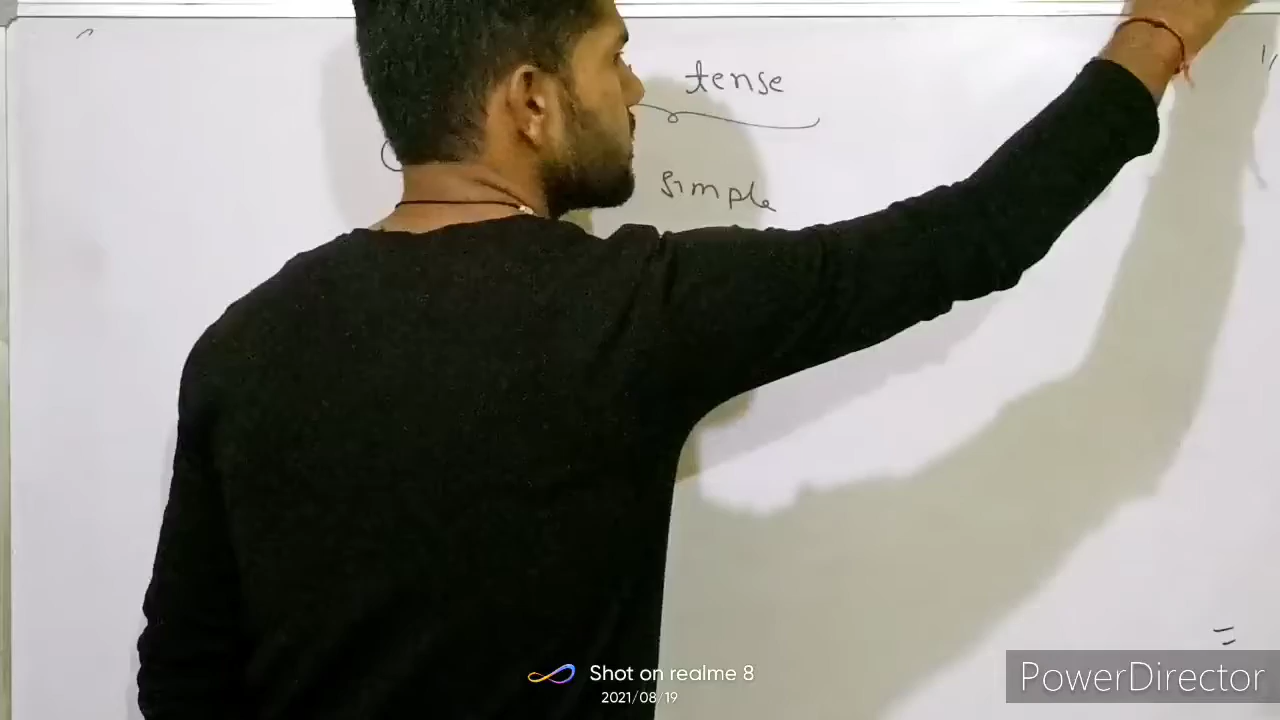 tense
simple
Shot on realme 8
2021/08/19
PowerDirector